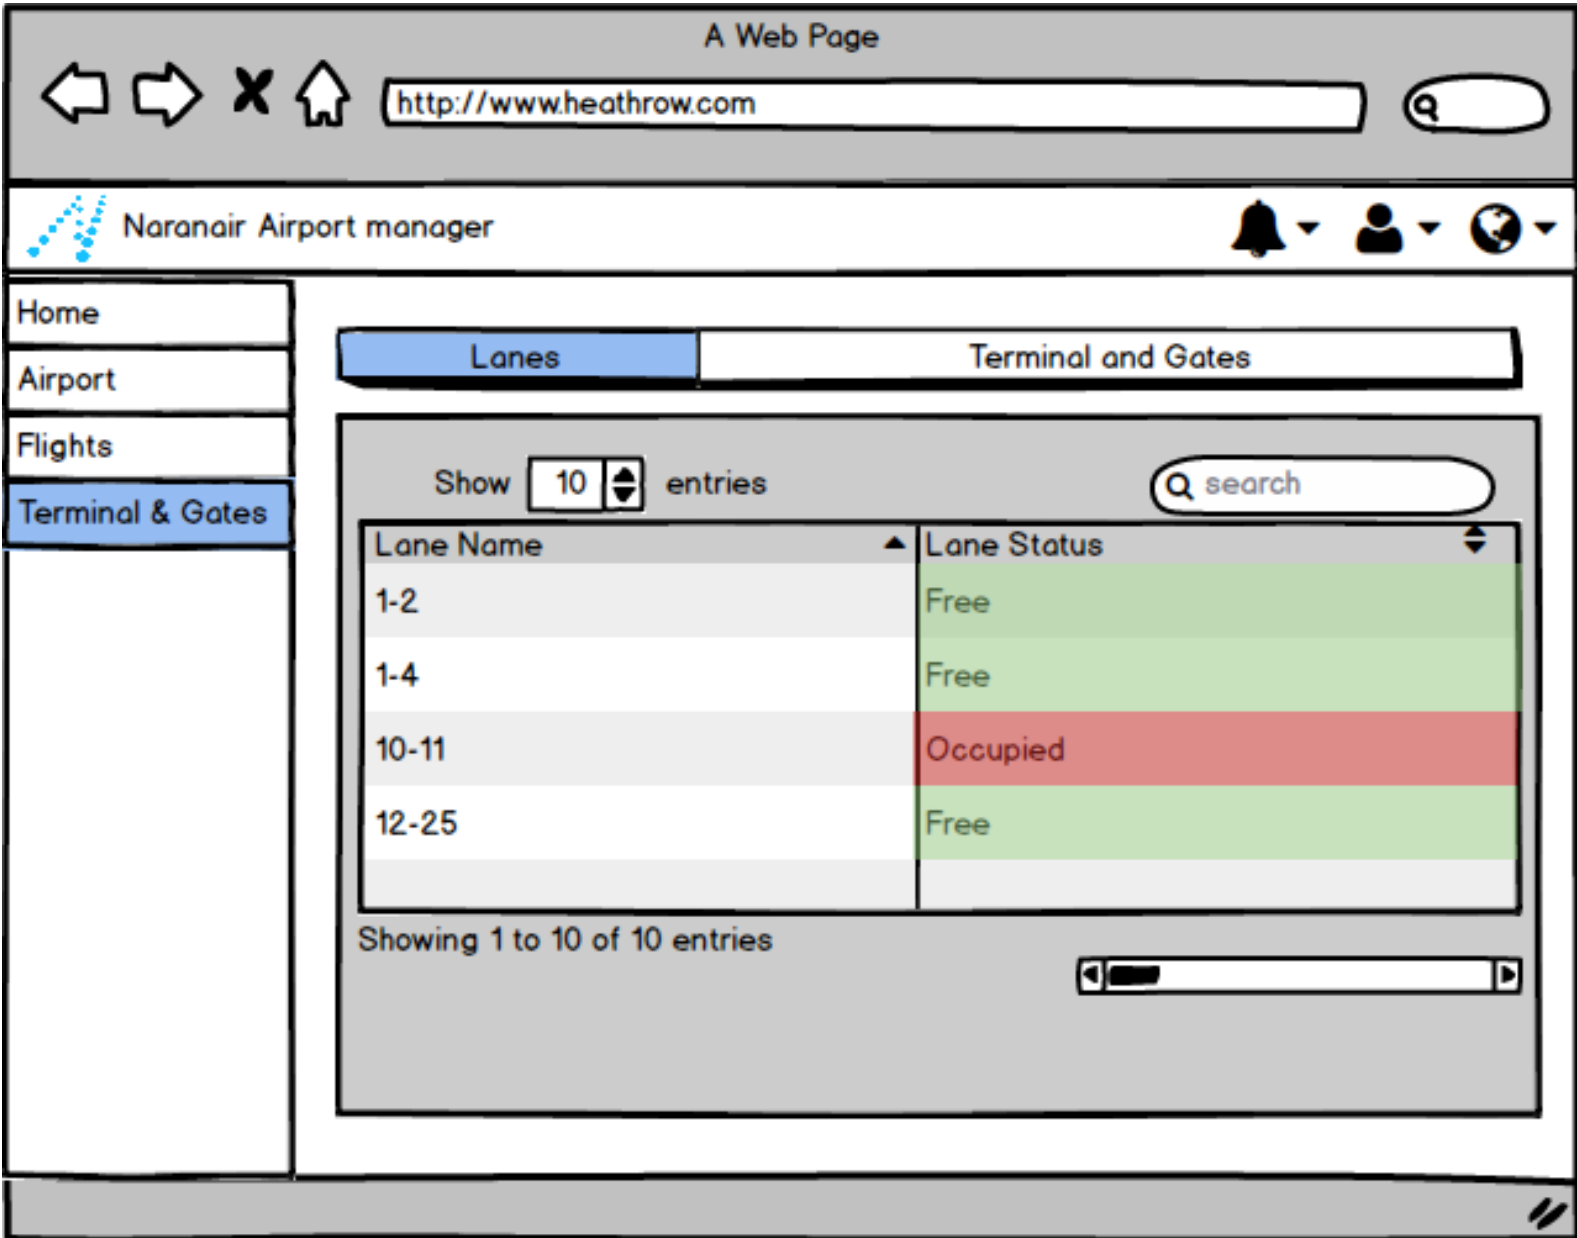 A Web Page
http://www.heathrow.com
Naranair Airport manager
Home
Airport
Flights
Terminal & Gates
Lanes
Terminal and Gates
Show 10 entries
search
Lane Name
Lane Status
1-2
Free
1-4
Free
10-11
Occupied
12-25
Free
Showing 1 to 10 of 10 entries